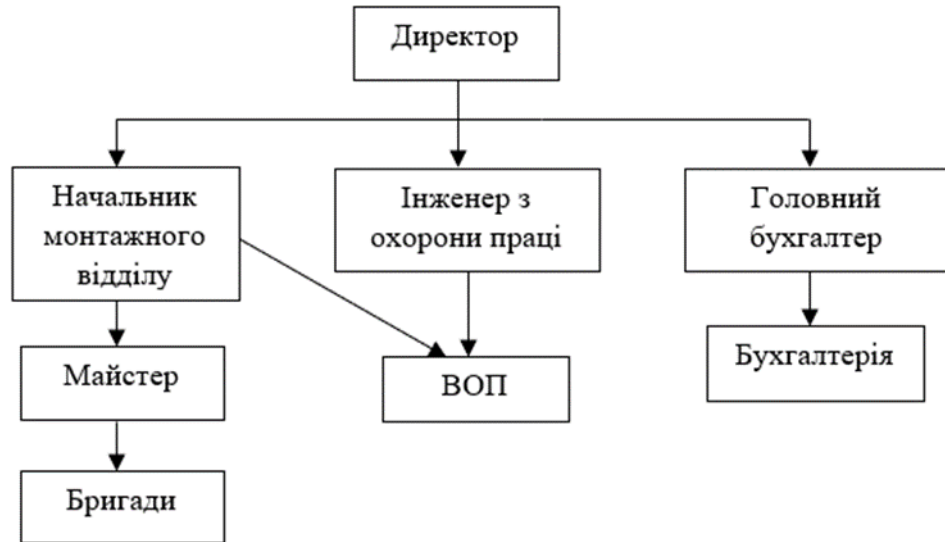 Директор
Начальник
монтажного
відділу
Інженер з
охорони праці
Головний
бухгалтер
Майстер
ВОП
Бухгалтерія
Бригади